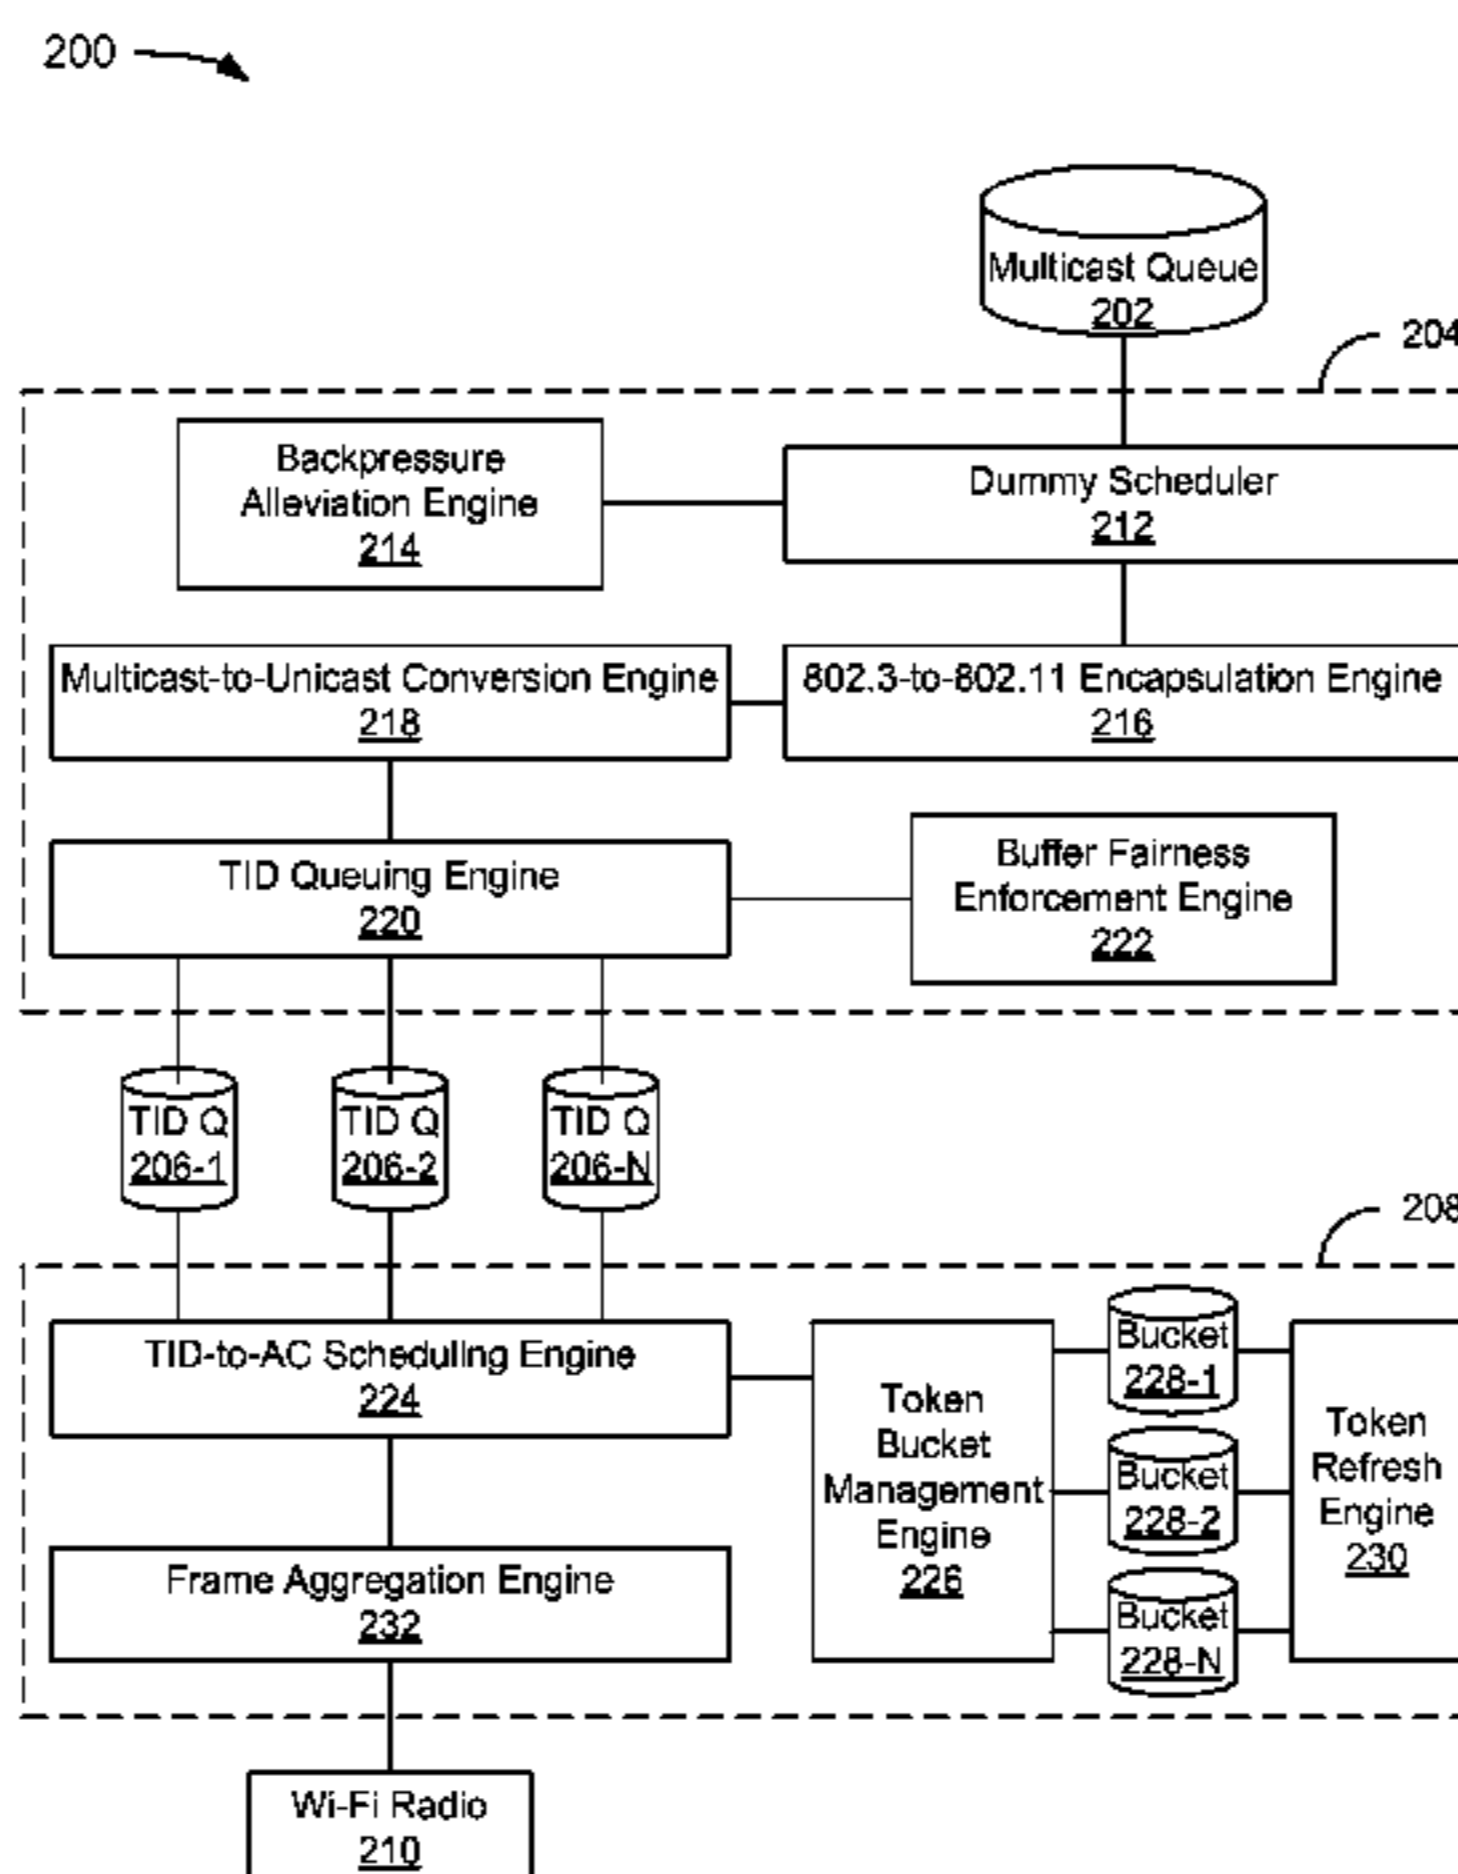 200
Multicast Queue
202
204
Backpressure
Alleviation Engine
214
Dummy Scheduler
212
Multicast-to-Unicast Conversion Engine
218
802.3-to-802.11 Encapsulation Engine
216
TID Queuing Engine
220
Buffer Fairness
Enforcement Engine
222
TID Q
206-1
TID Q
206-2
TID Q
206-N
208
TID-to-AC Scheduling Engine
224
Token
Bucket
Management
Engine
226
Bucket
228-1
Bucket
228-2
Bucket
228-N
Token
Refresh
Engine
230
Frame Aggregation Engine
232
Wi-Fi Radio
210